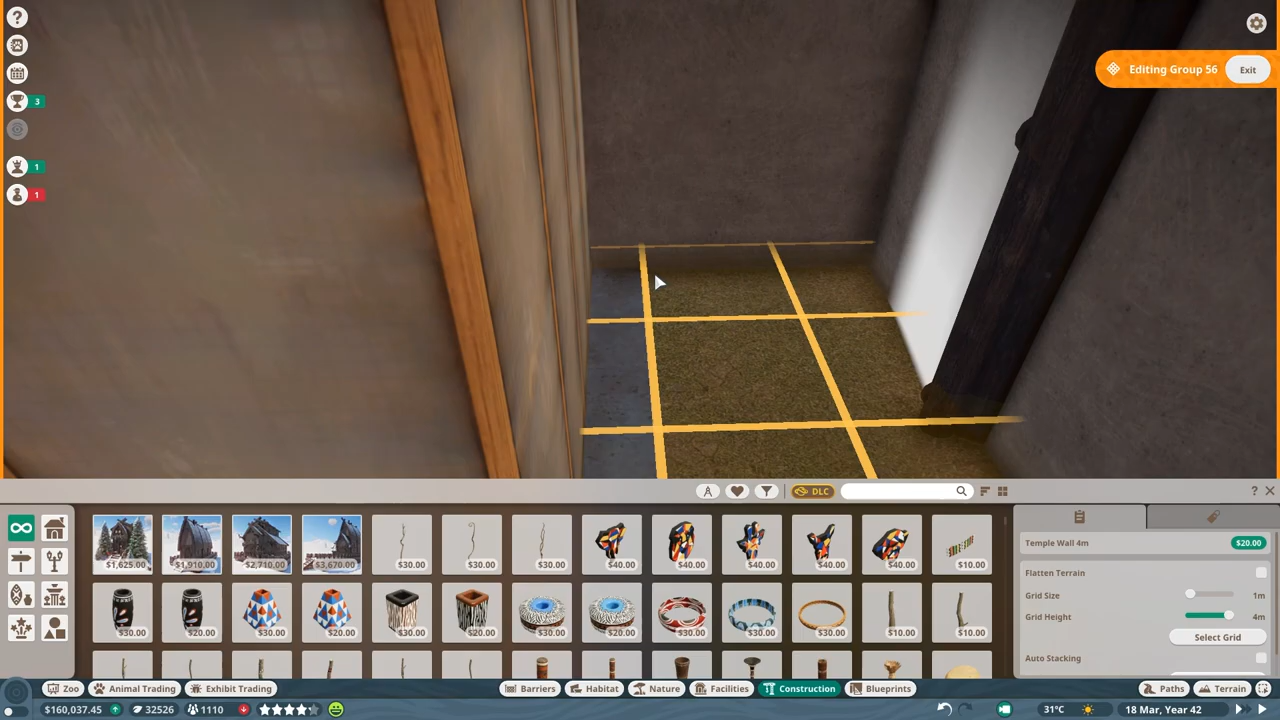 ?
Editing Group 56 Exit
3
1
1
DLC
?
$1,625.00 $1,910.00 $2,710.00 $3,670.00 $30.00 $30.00 $30.00 $40.00 $40.00 $40.00 $40.00 $40.00 $10.00
$30.00 $20.00 $30.00 $20.00 $30.00 $30.00 $30.00 $20.00 $30.00 $30.00 $30.00 $10.00 $10.00
Temple Wall 4m $20.00
Flatten Terrain
Grid Size 1m
Grid Height 4m
Select Grid
Auto Stacking
Zoo Animal Trading Exhibit Trading Barriers Habitat Nature Facilities Construction Blueprints Paths Terrain
$160,037.45 32526 1110 31°C 18 Mar, Year 42